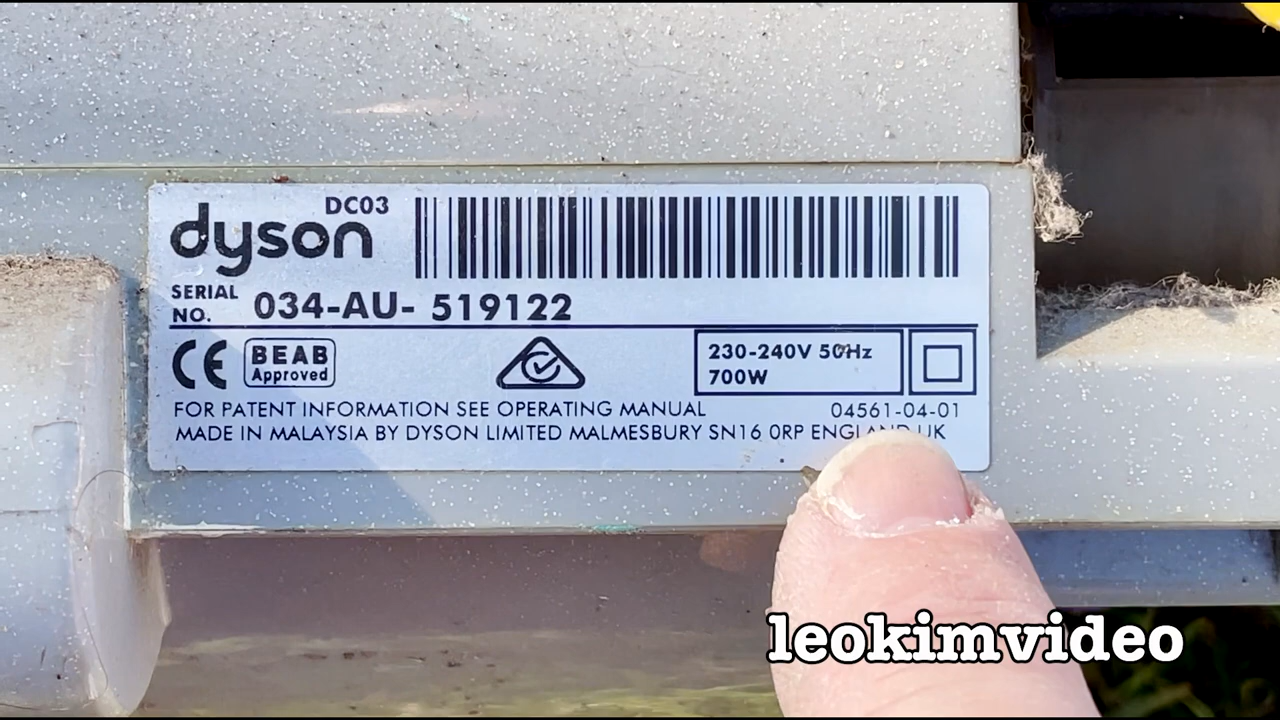 DC03
dyson
SERIAL
NO. 034-AU- 519122
CE BEAB
Approved
230-240V 50Hz
700W
FOR PATENT INFORMATION SEE OPERATING MANUAL 04561-04-01
MADE IN MALAYSIA BY DYSON LIMITED MALMESBURY SN16 0RP ENGLAND UK
leokimvideo